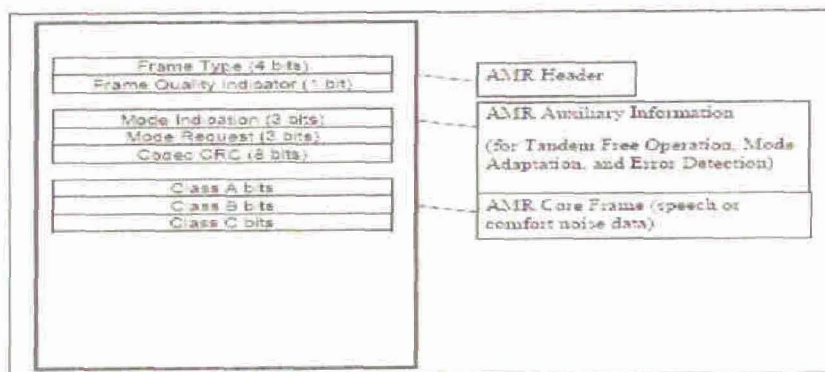 Frame Type (4 bits)
Frame Quality Indicator (1 bit)
Mode Indication (3 bits)
Mode Request (3 bits)
Codec CRC (8 bits)
Class A bits
Class B bits
Class C bits
AMR Header
AMR Auxiliary Information
(for Tandem Free Operation, Mode
Adaptation, and Error Detection)
AMR Core Frame (speech or
comfort noise data)